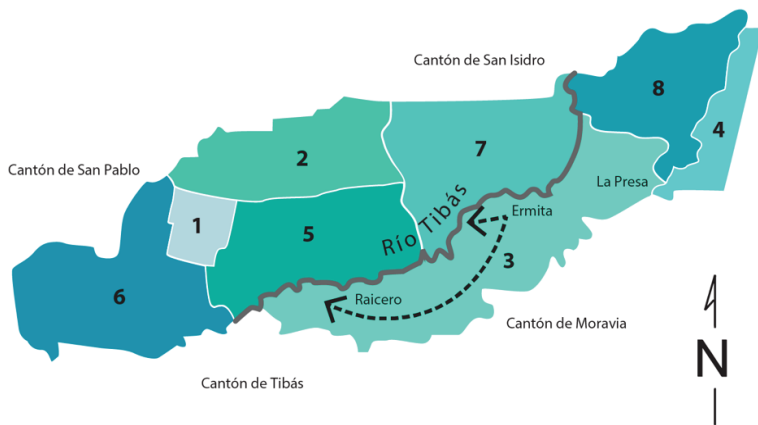 Cantón de San Isidro
8
4
2
7
Cantón de San Pablo
La Presa
1
Ermita
5
Río Tibás
3
6
Raicero
Cantón de Moravia
N
Cantón de Tibás